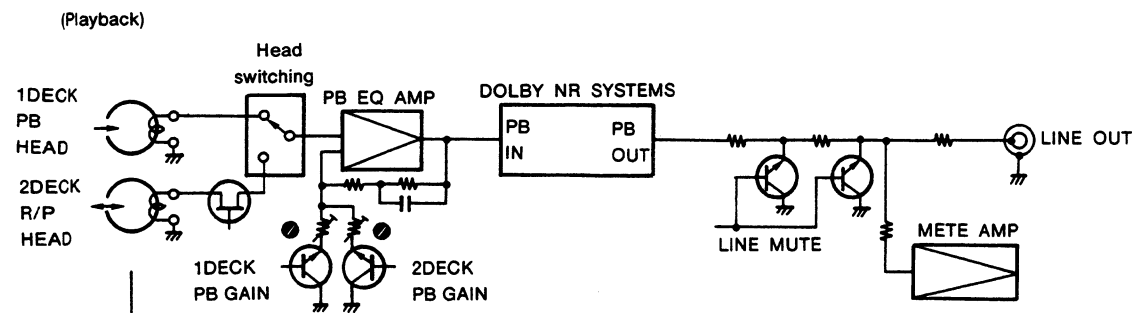 (Playback)
Head
switching
1DECK
PB
HEAD
PB EQ AMP
DOLBY NR SYSTEMS
PB
IN
PB
OUT
LINE OUT
2DECK
R/P
HEAD
LINE MUTE
METE AMP
1DECK
PB GAIN
2DECK
PB GAIN